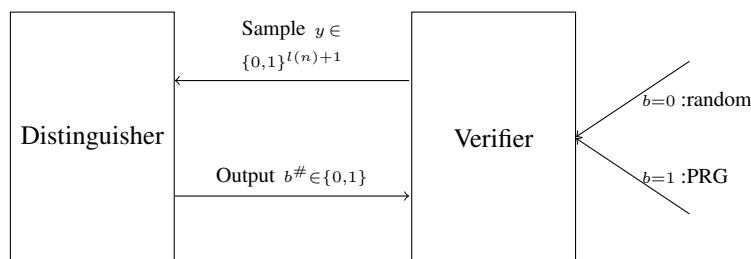 Sample y ∈
{0,1}^{l(n)+1}
b=0 :random
Distinguisher
Verifier
Output b^# ∈{0,1}
b=1 :PRG